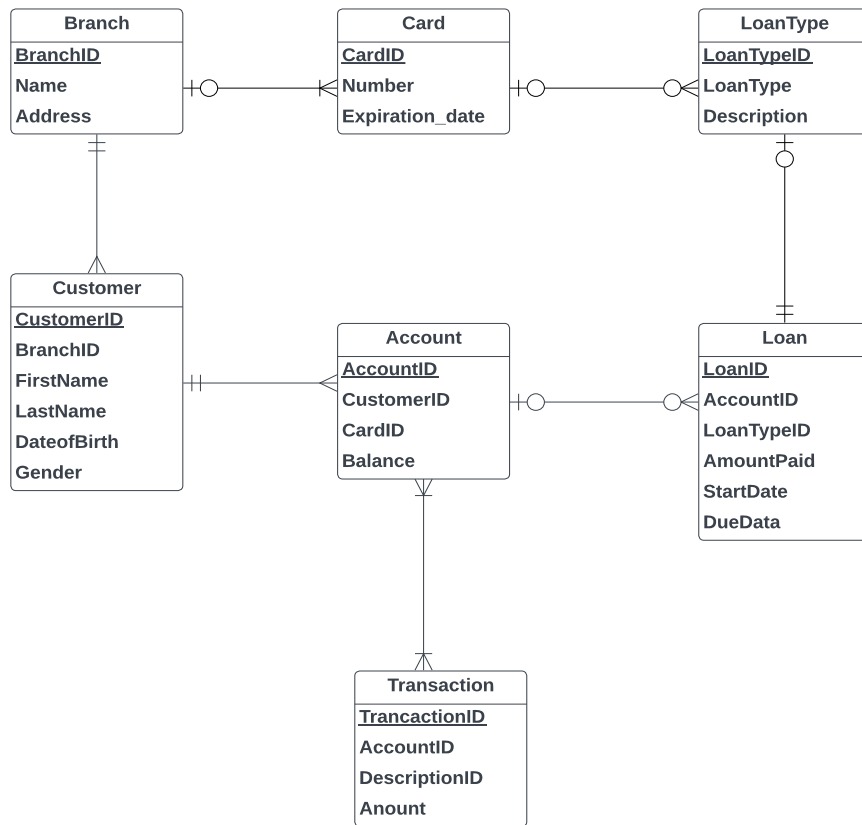 Branch
BranchID
Name
Address
Card
CardID
Number
Expiration_date
LoanType
LoanTypeID
LoanType
Description
Customer
CustomerID
BranchID
FirstName
LastName
DateofBirth
Gender
Account
AccountID
CustomerID
CardID
Balance
Loan
LoanID
AccountID
LoanTypeID
AmountPaid
StartDate
DueData
Transaction
TrancactionID
AccountID
DescriptionID
Anount